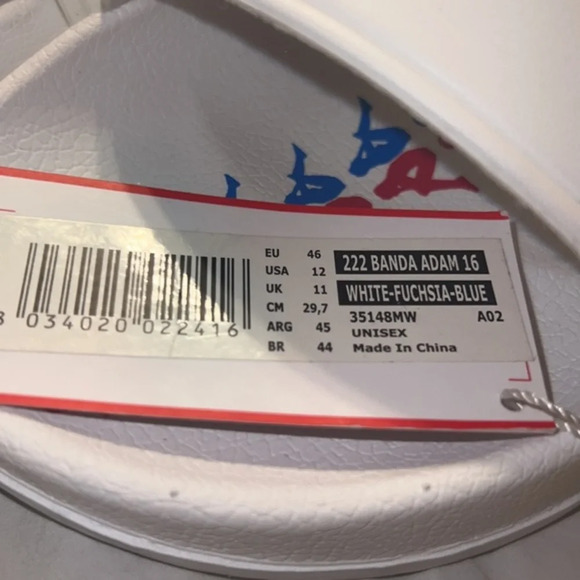 EU 46
USA 12
UK 11
CM 29,7
ARG 45
BR 44
222 BANDA ADAM 16
WHITE-FUCHSIA-BLUE
35148MW A02
UNISEX
Made In China
8 034020 022416